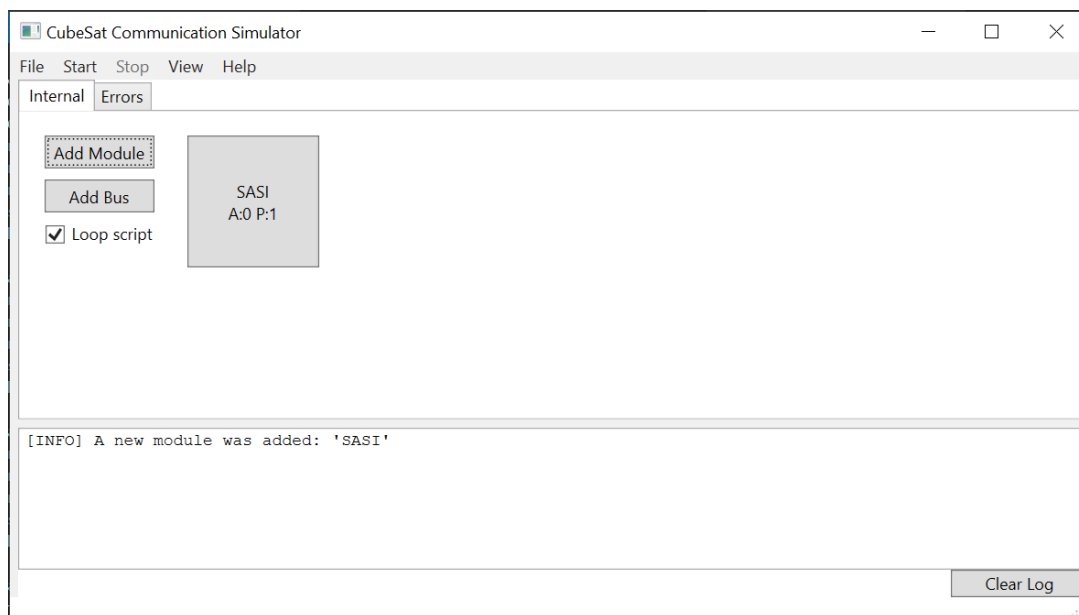 CubeSat Communication Simulator
File Start Stop View Help
Internal Errors
Add Module
Add Bus
Loop script
SASI
A:0 P:1
[INFO] A new module was added: 'SASI'
Clear Log